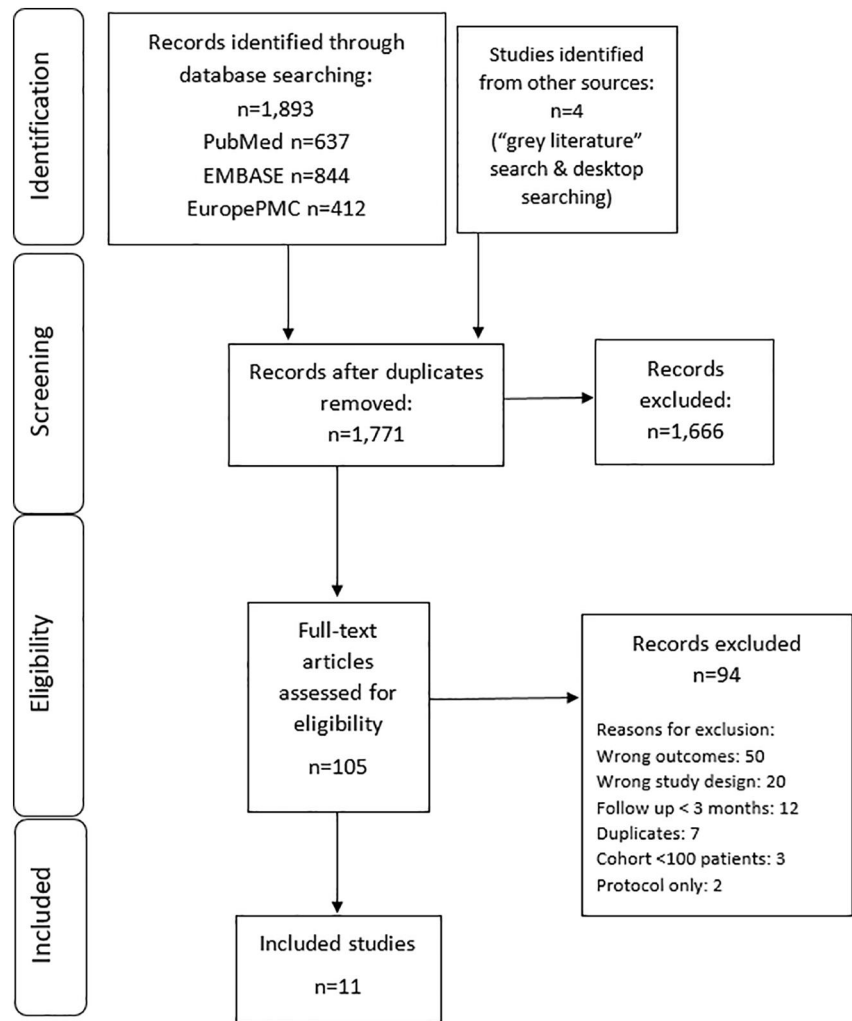 Identification
Records identified through
database searching:
n=1,893
PubMed n=637
EMBASE n=844
EuropePMC n=412
Studies identified
from other sources:
n=4
(“grey literature”
search & desktop
searching)
Screening
Records after duplicates
removed:
n=1,771
Records
excluded:
n=1,666
Eligibility
Full-text
articles
assessed for
eligibility
n=105
Records excluded
n=94
Reasons for exclusion:
Wrong outcomes: 50
Wrong study design: 20
Follow up < 3 months: 12
Duplicates: 7
Cohort <100 patients: 3
Protocol only: 2
Included
Included studies
n=11